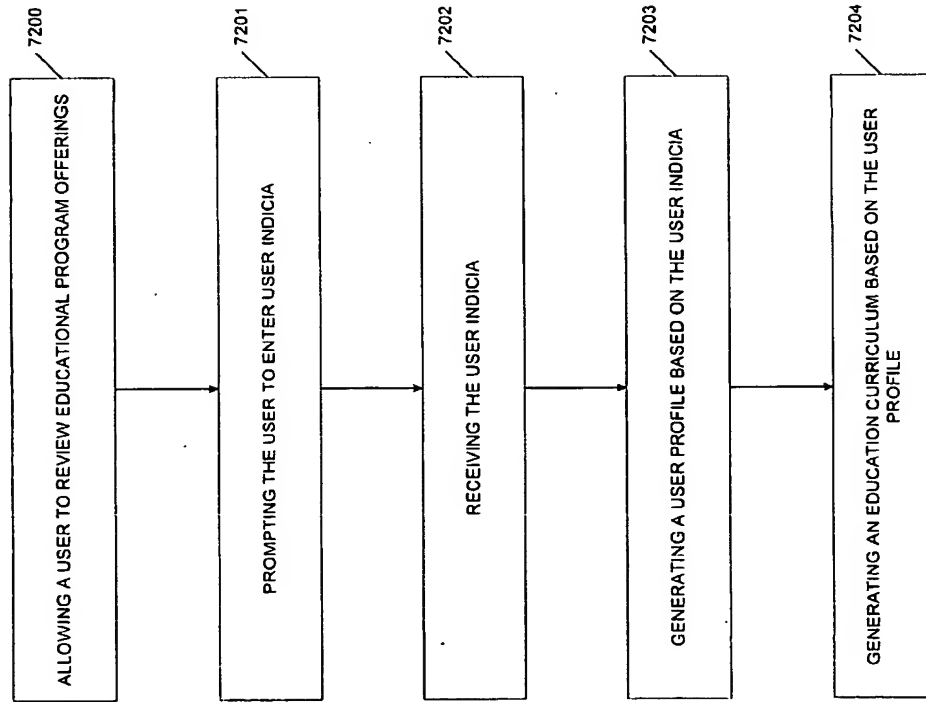 7200
ALLOWING A USER TO REVIEW EDUCATIONAL PROGRAM OFFERINGS
7201
PROMPTING THE USER TO ENTER USER INDICIA
7202
RECEIVING THE USER INDICIA
7203
GENERATING A USER PROFILE BASED ON THE USER INDICIA
7204
GENERATING AN EDUCATION CURRICULUM BASED ON THE USER
PROFILE